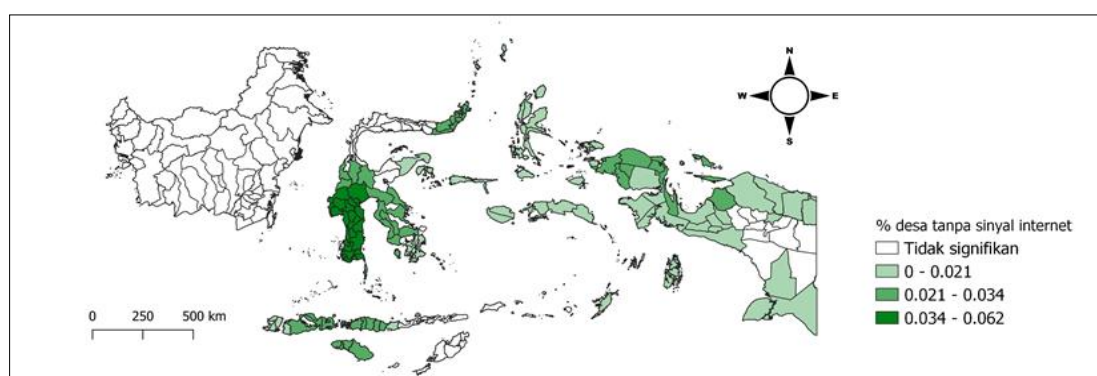 N
W
E
S
% desa tanpa sinyal internet
Tidak signifikan
0 - 0.021
0.021 - 0.034
0.034 - 0.062
0 250 500 km